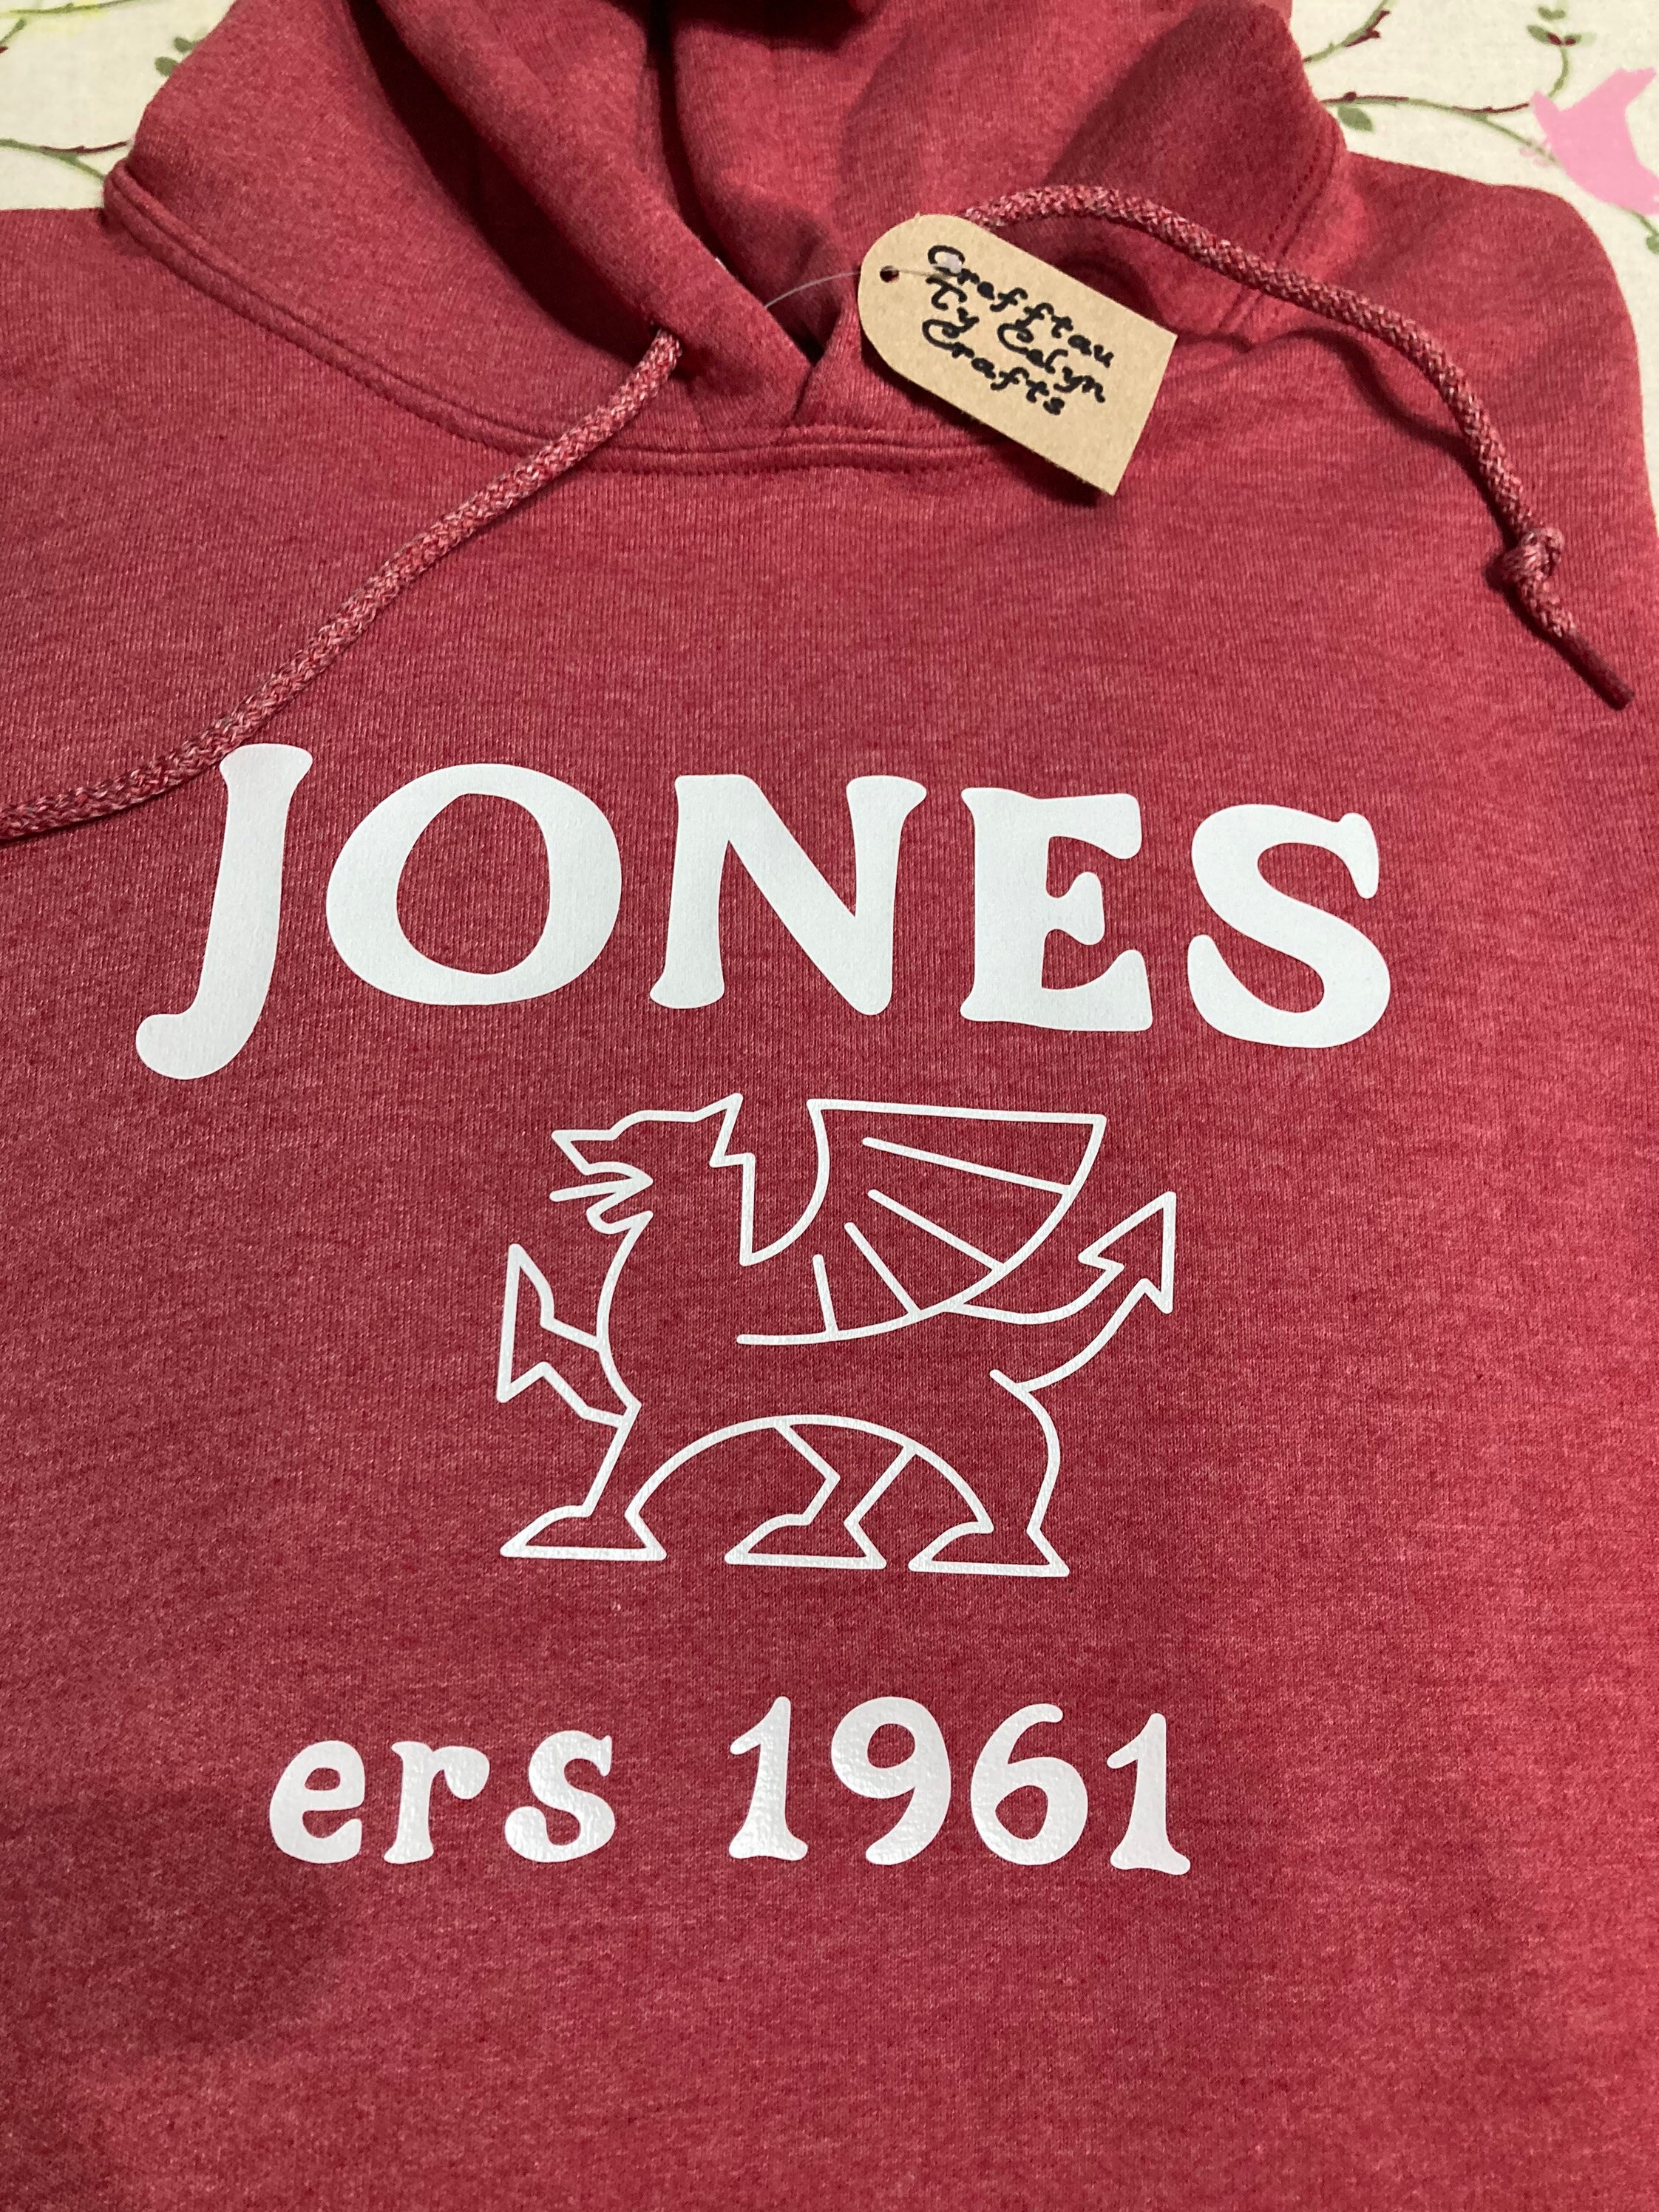 Crefftau
Ty Celyn
Crafts
JONES
ers 1961